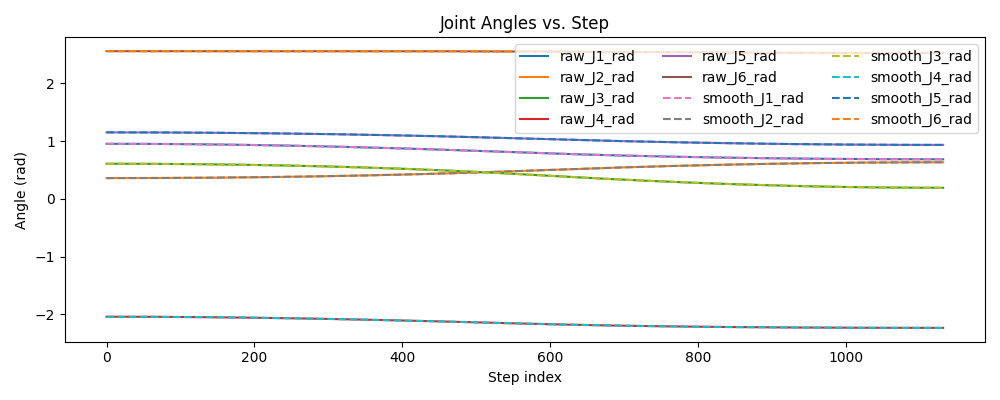 Joint Angles vs. Step
Angle (rad)
2
1
0
−1
−2
raw_J1_rad
raw_J2_rad
raw_J3_rad
raw_J4_rad
raw_J5_rad
raw_J6_rad
smooth_J1_rad
smooth_J2_rad
smooth_J3_rad
smooth_J4_rad
smooth_J5_rad
smooth_J6_rad
0
200
400
600
800
1000
Step index